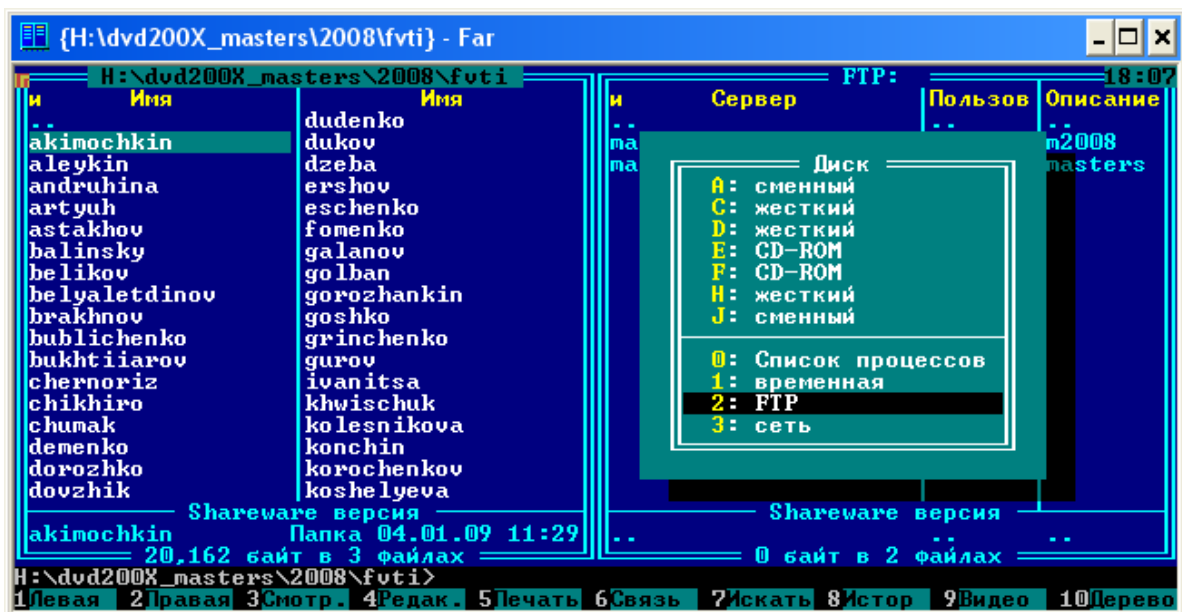 {H:\dvd200X_masters\2008\fvti} - Far
H:\dvd200X_masters\2008\fvti
и Имя Имя
..
akimochkin
aleykin
andruhina
artyuh
astakhov
balinsky
belikov
belyaletdinov
brakhnov
bublichenko
bukhtiiarov
chernoriz
chikhiro
chumak
demenko
dorozhko
dovzhik
dudenko
dukov
dzeba
ershov
eschenko
fomenko
galanov
golban
gorozhankin
goshko
grinchenko
gurov
ivanitsa
khwischuk
kolesnikova
konchin
korochenkov
koshelyeva
Shareware версия
akimochkin Папка 04.01.09 11:29
20,162 байт в 3 файлах
FTP: 18:07
и Сервер Пользов Описание
.. .. ..
ma m2008
ma masters
Диск
A: сменный
C: жесткий
D: жесткий
E: CD-ROM
F: CD-ROM
H: жесткий
J: сменный
0: Список процессов
1: временная
2: FTP
3: сеть
Shareware версия
.. .. ..
0 байт в 2 файлах
H:\dvd200X_masters\2008\fvti>
1Левая 2Правая 3Смотр. 4Редак. 5Печать 6Связь 7Искать 8Истор 9Видео 10Дерево